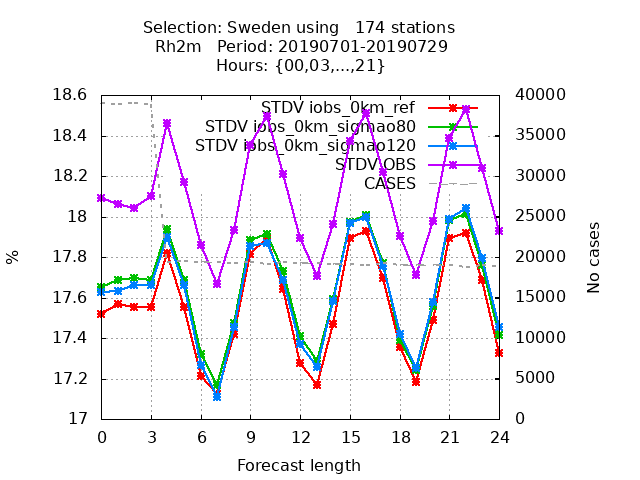 Selection: Sweden using   174 stations
Rh2m   Period: 20190701-20190729
Hours: {00,03,...,21}
STDV iobs_0km_ref
STDV iobs_0km_sigmao80
STDV iobs_0km_sigmao120
STDV OBS
CASES
18.6
18.4
18.2
18
17.8
17.6
17.4
17.2
17
%
40000
35000
30000
25000
20000
15000
10000
5000
0
No cases
0 3 6 9 12 15 18 21 24
Forecast length